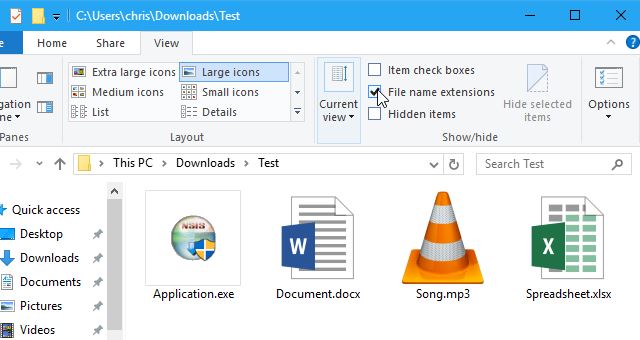 C:\Users\chris\Downloads\Test
Home Share View
Extra large icons Large icons
Medium icons Small icons
List Details
Layout
Current view
Item check boxes
File name extensions
Hidden items
Hide selected items
Show/hide
Options
Panes
This PC > Downloads > Test
Search Test
Quick access
Desktop
Downloads
Documents
Pictures
Videos
NSIS
Application.exe
W
Document.docx
Song.mp3
X
Spreadsheet.xlsx